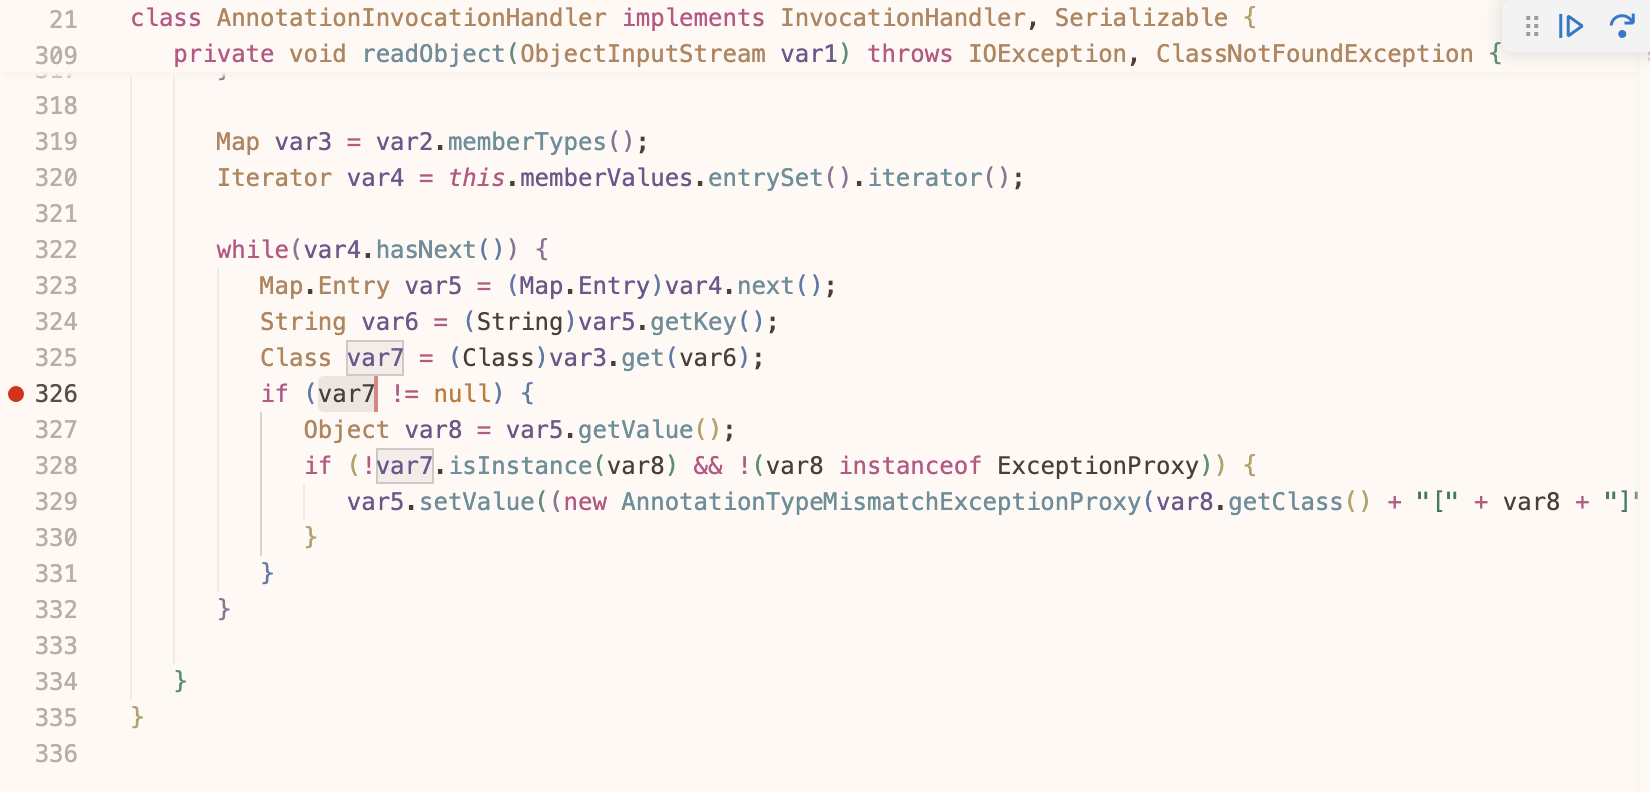 21 class AnnotationInvocationHandler implements InvocationHandler, Serializable {
309 private void readObject(ObjectInputStream var1) throws IOException, ClassNotFoundException {
317 }
318
319 Map var3 = var2.memberTypes();
320 Iterator var4 = this.memberValues.entrySet().iterator();
321
322 while(var4.hasNext()) {
323 Map.Entry var5 = (Map.Entry)var4.next();
324 String var6 = (String)var5.getKey();
325 Class var7 = (Class)var3.get(var6);
326 if (var7 != null) {
327 Object var8 = var5.getValue();
328 if (!var7.isInstance(var8) && !(var8 instanceof ExceptionProxy)) {
329 var5.setValue((new AnnotationTypeMismatchExceptionProxy(var8.getClass() + "[" + var8 + "]"
330 }
331 }
332 }
333
334 }
335 }
336